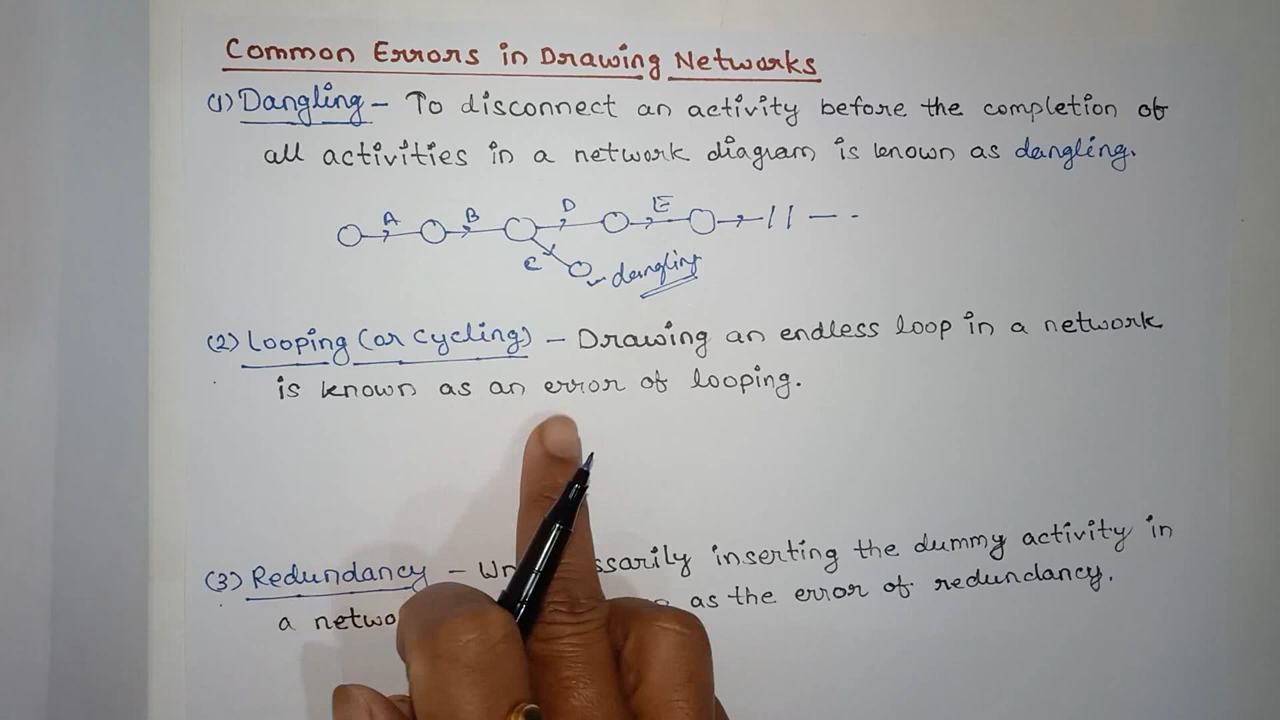 Common Errors in Drawing Networks
(1) Dangling - To disconnect an activity before the completion of
all activities in a network diagram is known as dangling.
A B D E
C dangling
(2) Looping (or Cycling) - Drawing an endless loop in a network
is known as an error of looping.
(3) Redundancy - inserting the dummy activity in
a as the error of redundancy.